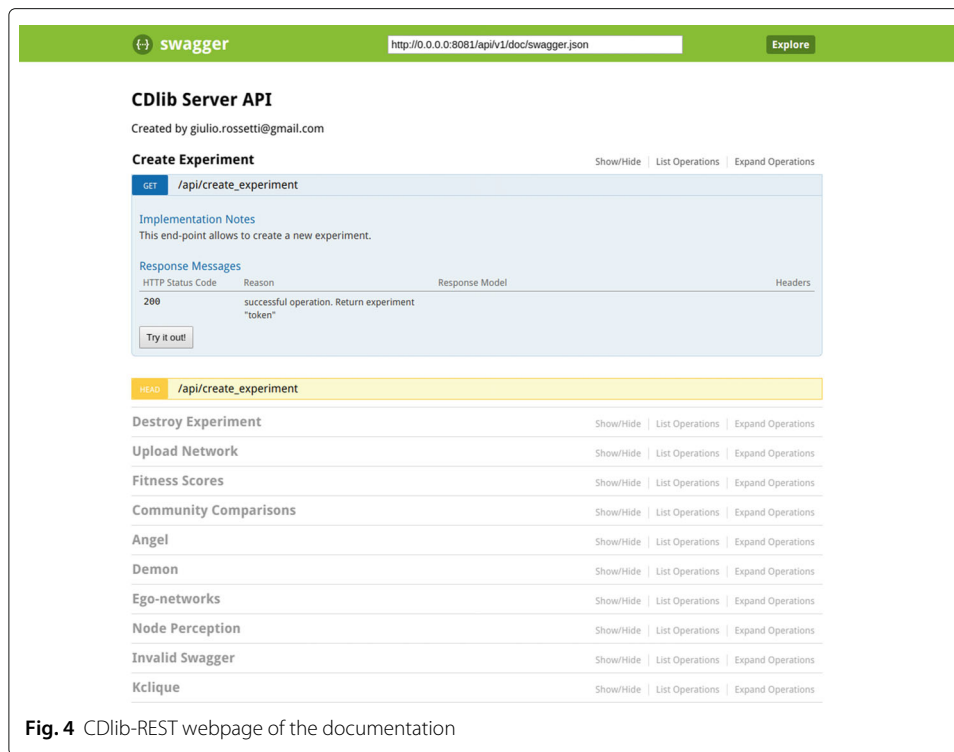 swagger http://0.0.0.0:8081/api/v1/doc/swagger.json Explore
CDlib Server API
Created by giulio.rossetti@gmail.com
Create Experiment Show/Hide List Operations Expand Operations
GET /api/create_experiment
Implementation Notes
This end-point allows to create a new experiment.
Response Messages
HTTP Status Code Reason Response Model Headers
200 successful operation. Return experiment
"token"
Try it out!
HEAD /api/create_experiment
Destroy Experiment Show/Hide List Operations Expand Operations
Upload Network Show/Hide List Operations Expand Operations
Fitness Scores Show/Hide List Operations Expand Operations
Community Comparisons Show/Hide List Operations Expand Operations
Angel Show/Hide List Operations Expand Operations
Demon Show/Hide List Operations Expand Operations
Ego-networks Show/Hide List Operations Expand Operations
Node Perception Show/Hide List Operations Expand Operations
Invalid Swagger Show/Hide List Operations Expand Operations
Kclique Show/Hide List Operations Expand Operations
Fig. 4 CDlib-REST webpage of the documentation